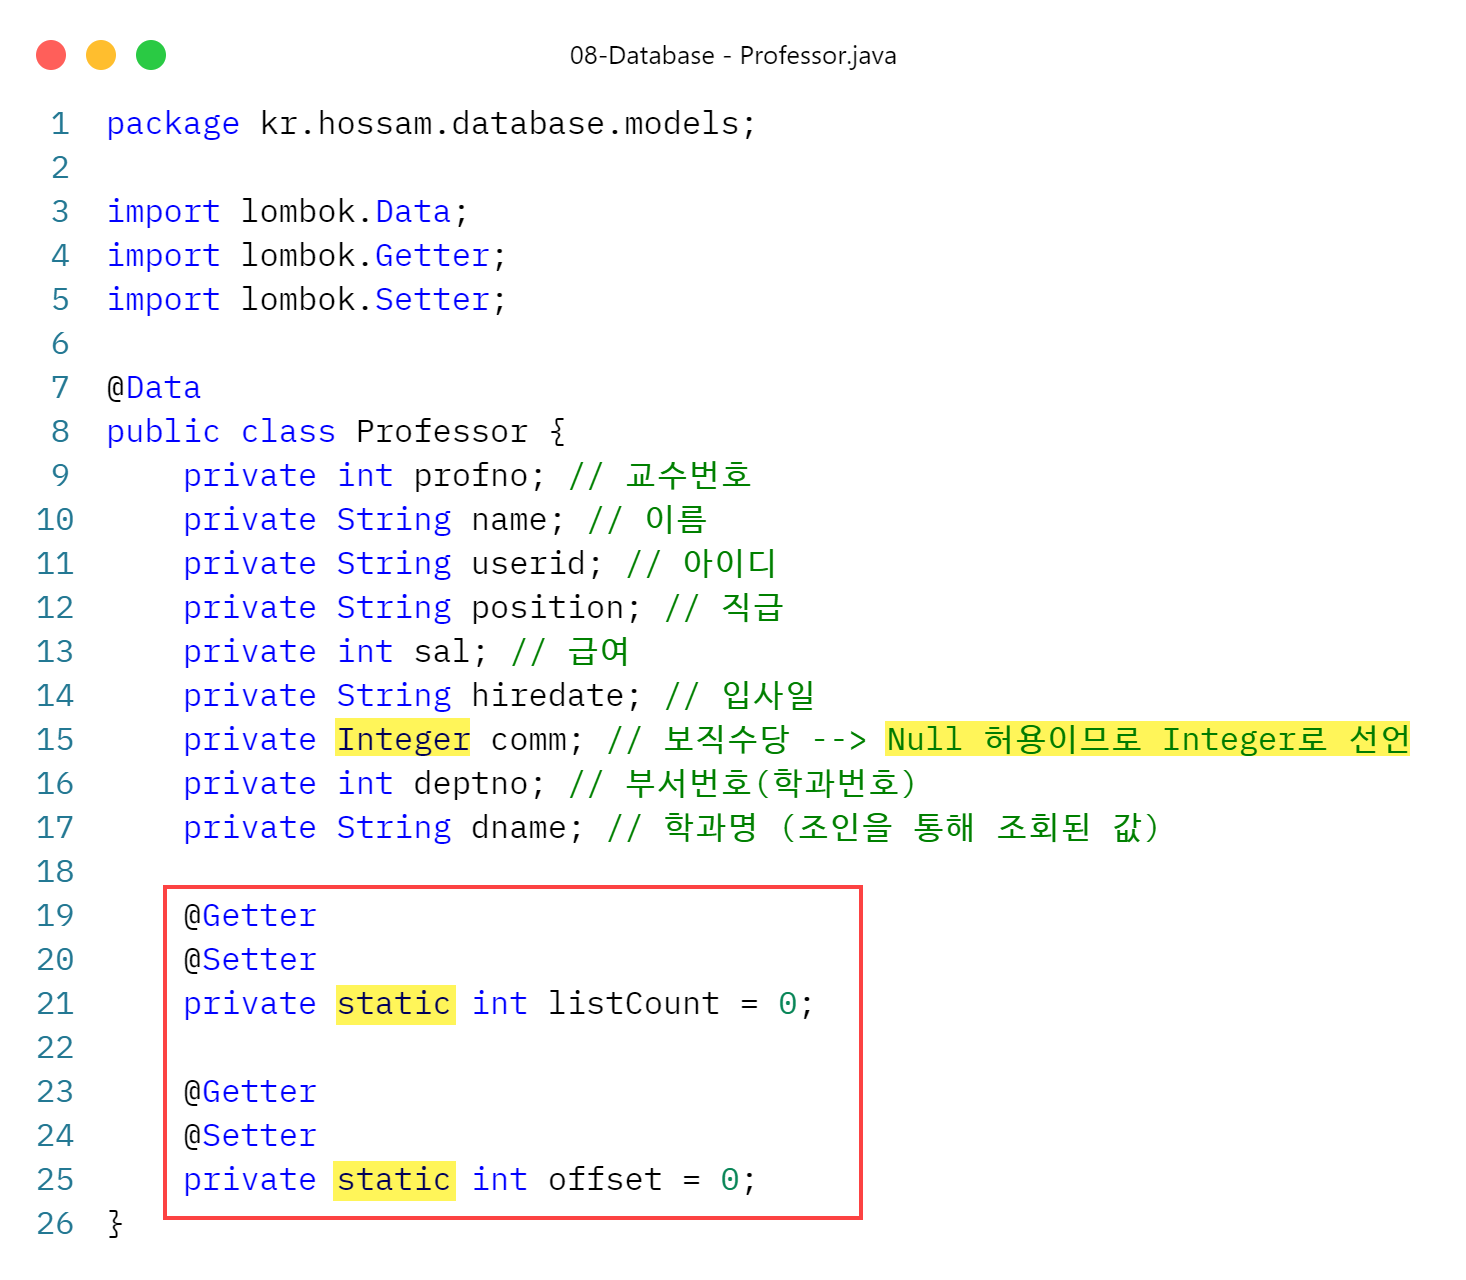 08-Database - Professor.java
1 package kr.hossam.database.models;
2
3 import lombok.Data;
4 import lombok.Getter;
5 import lombok.Setter;
6
7 @Data
8 public class Professor {
9     private int profno; // 교수번호
10     private String name; // 이름
11     private String userid; // 아이디
12     private String position; // 직급
13     private int sal; // 급여
14     private String hiredate; // 입사일
15     private Integer comm; // 보직수당 --> Null 허용이므로 Integer로 선언
16     private int deptno; // 부서번호(학과번호)
17     private String dname; // 학과명 (조인을 통해 조회된 값)
18
19     @Getter
20     @Setter
21     private static int listCount = 0;
22
23     @Getter
24     @Setter
25     private static int offset = 0;
26 }